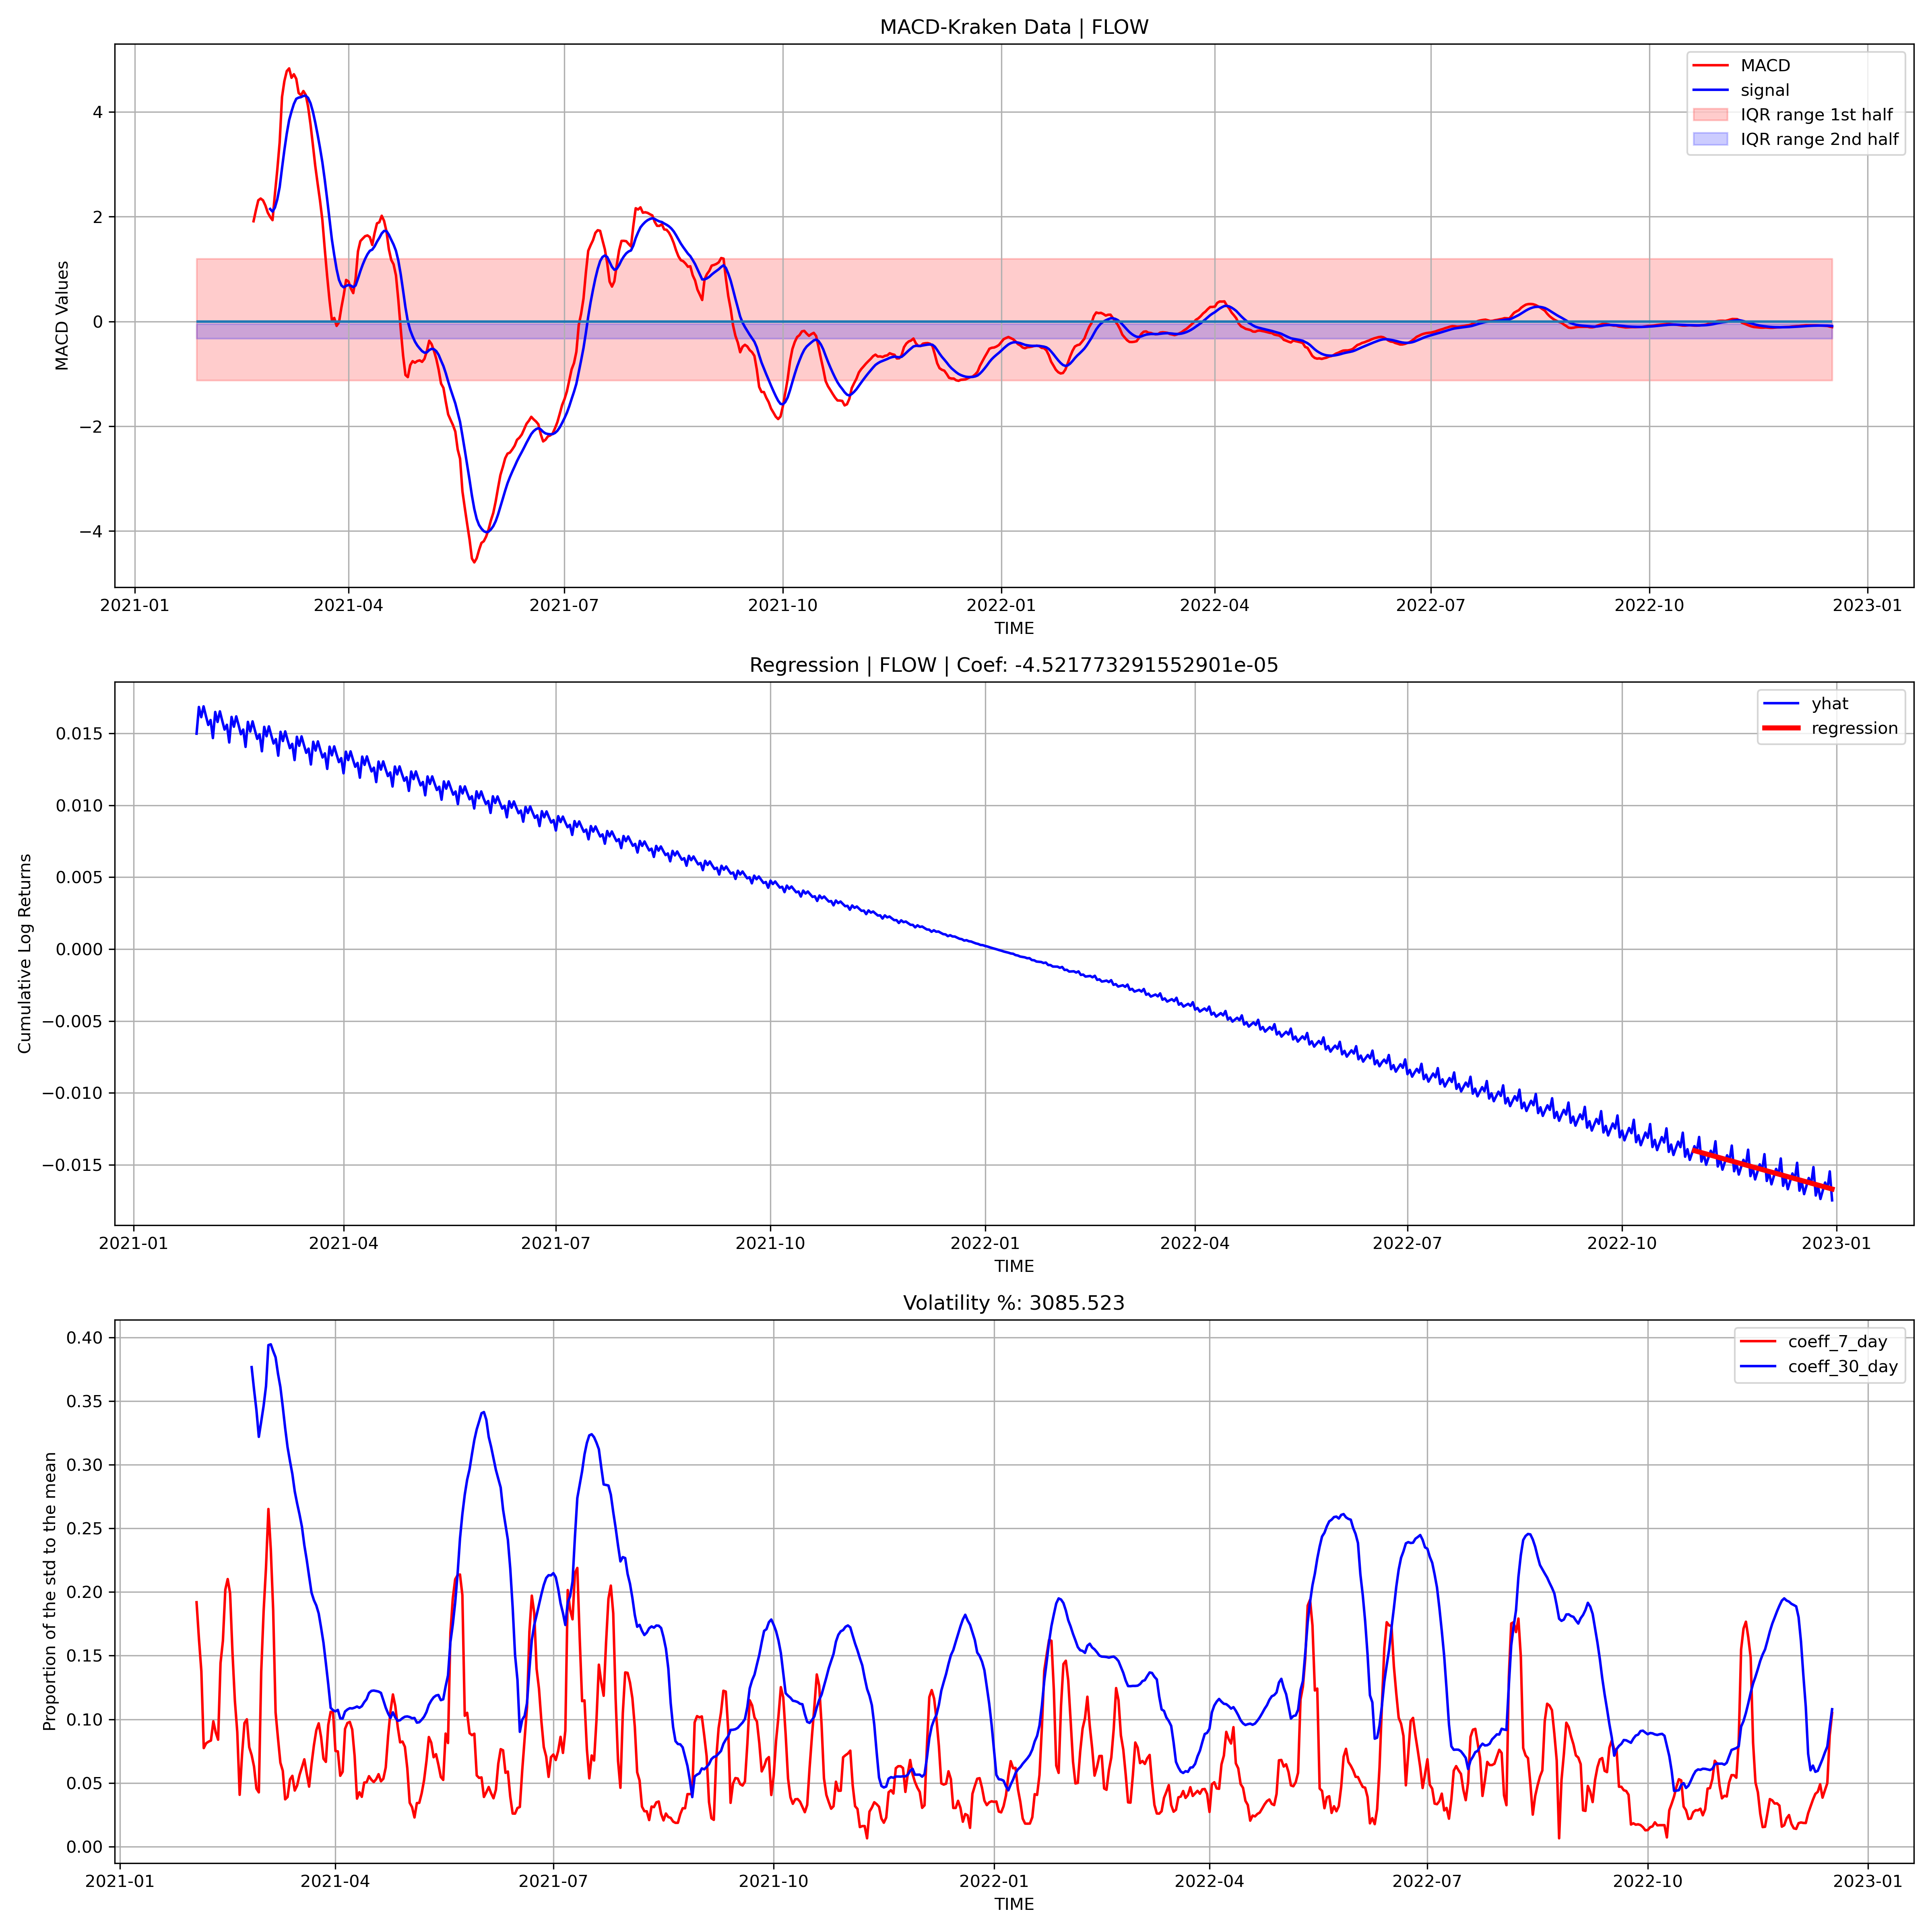 MACD-Kraken Data | FLOW
MACD Values
4
2
0
−2
−4
MACD
signal
IQR range 1st half
IQR range 2nd half
2021-01 2021-04 2021-07 2021-10 2022-01 2022-04 2022-07 2022-10 2023-01
TIME
Regression | FLOW | Coef: -4.521773291552901e-05
Cumulative Log Returns
0.015
0.010
0.005
0.000
−0.005
−0.010
−0.015
yhat
regression
2021-01 2021-04 2021-07 2021-10 2022-01 2022-04 2022-07 2022-10 2023-01
TIME
Volatility %: 3085.523
Proportion of the std to the mean
0.40
0.35
0.30
0.25
0.20
0.15
0.10
0.05
0.00
coeff_7_day
coeff_30_day
2021-01 2021-04 2021-07 2021-10 2022-01 2022-04 2022-07 2022-10 2023-01
TIME